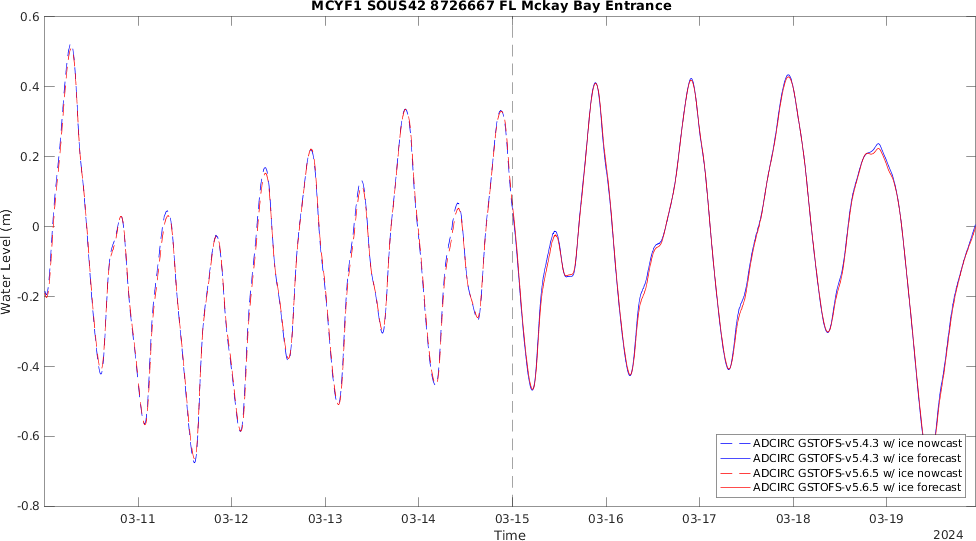 MCYF1 SOUS42 8726667 FL Mckay Bay Entrance
0.6
0.4
0.2
0
-0.2
-0.4
-0.6
-0.8
Water Level (m)
03-11 03-12 03-13 03-14 03-15 03-16 03-17 03-18 03-19
Time
2024
ADCIRC GSTOFS-v5.4.3 w/ ice nowcast
ADCIRC GSTOFS-v5.4.3 w/ ice forecast
ADCIRC GSTOFS-v5.6.5 w/ ice nowcast
ADCIRC GSTOFS-v5.6.5 w/ ice forecast